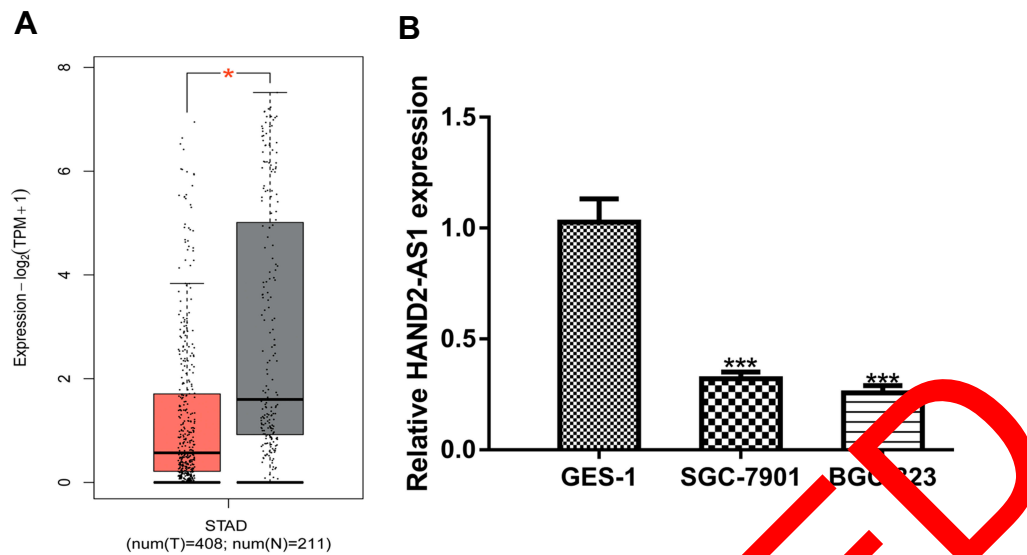 A
B
8
6
4
2
0
Expression – log₂(TPM + 1)
*
STAD
(num(T)=408; num(N)=211)
Relative HAND2-AS1 expression
1.5
1.0
0.5
0.0
***
***
GES-1
SGC-7901